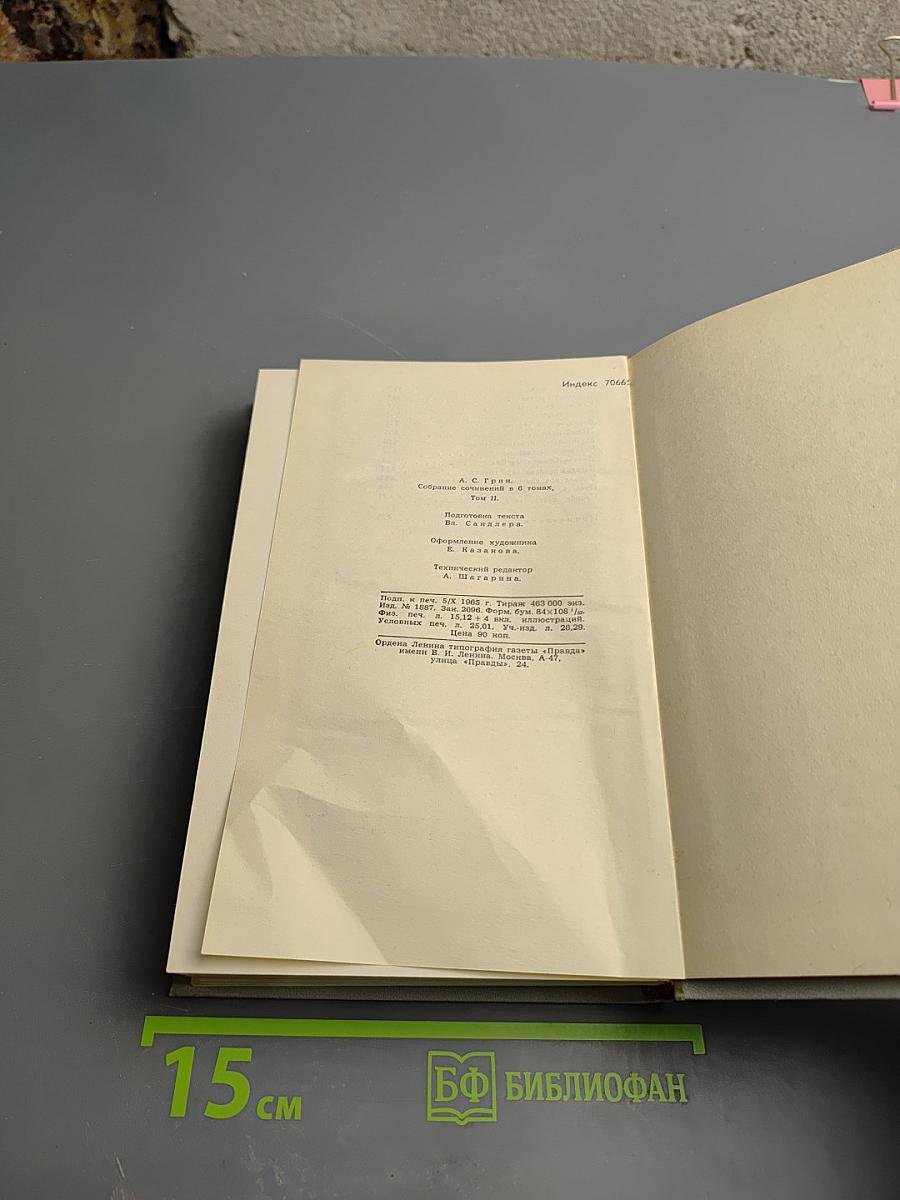 Индекс 70665
А. С. Грин.
Собрание сочинений в 6 томах.
Том II.
Подготовка текста
Вл. Сандлера.
Оформление художника
Е. Казакова.
Технический редактор
А. Шагарина.
Подп. к печ. 5/X 1965 г. Тираж 463 000 экз.
Изд. № 1887. Зак. 2096. Форм. бум. 84×108 1/32.
Физ. печ. л. 15,12 + 4 вкл. иллюстраций.
Условных печ. л. 25,01. Уч.-изд. л. 26,29.
Цена 90 коп.
Ордена Ленина типография газеты «Правда»
имени В. И. Ленина. Москва, А-47,
улица «Правды», 24.
15 см
БФ БИБЛИОФАН